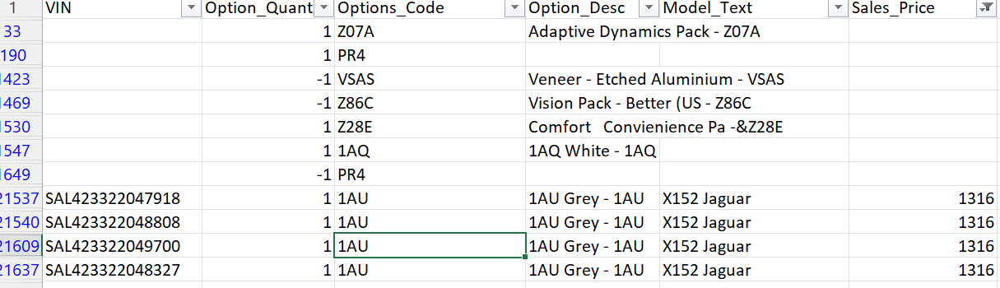 1 VIN Option_Quant Options_Code Option_Desc Model_Text Sales_Price
33 1 Z07A Adaptive Dynamics Pack - Z07A
190 1 PR4
1423 -1 VSAS Veneer - Etched Aluminium - VSAS
1469 -1 Z86C Vision Pack - Better (US - Z86C
1530 1 Z28E Comfort   Convienience Pa -&Z28E
1547 1 1AQ 1AQ White - 1AQ
1649 -1 PR4
21537 SAL423322047918 1 1AU 1AU Grey - 1AU X152 Jaguar 1316
21540 SAL423322048808 1 1AU 1AU Grey - 1AU X152 Jaguar 1316
21609 SAL423322049700 1 1AU 1AU Grey - 1AU X152 Jaguar 1316
21637 SAL423322048327 1 1AU 1AU Grey - 1AU X152 Jaguar 1316